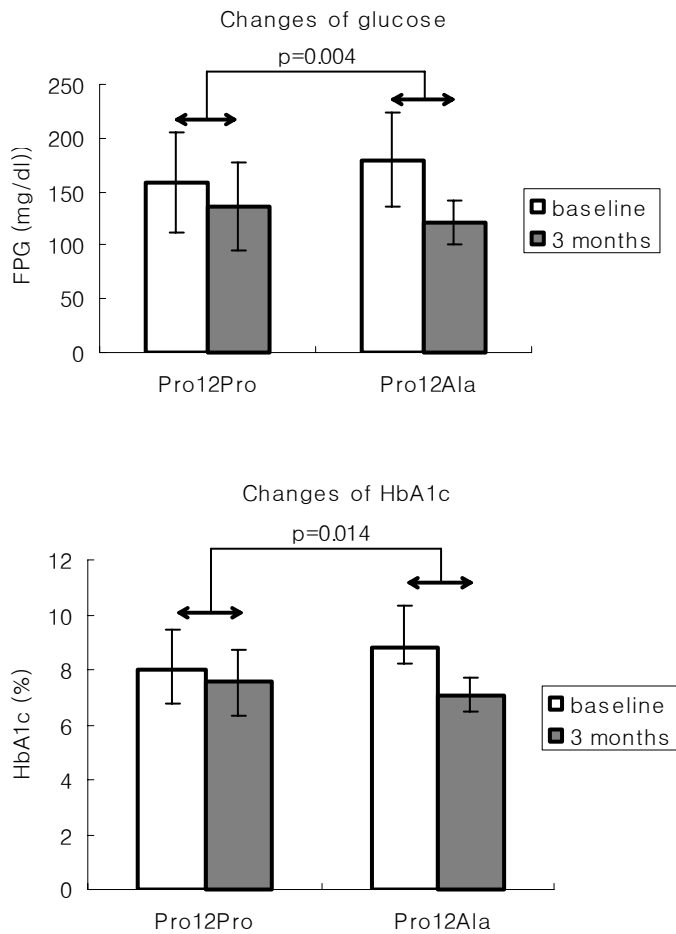 Changes of glucose
p=0.004
250
200
150
100
50
0
FPG (mg/dl))
baseline
3 months
Pro12Pro
Pro12Ala
Changes of HbA1c
p=0.014
12
10
8
6
4
2
0
HbA1c (%)
baseline
3 months
Pro12Pro
Pro12Ala